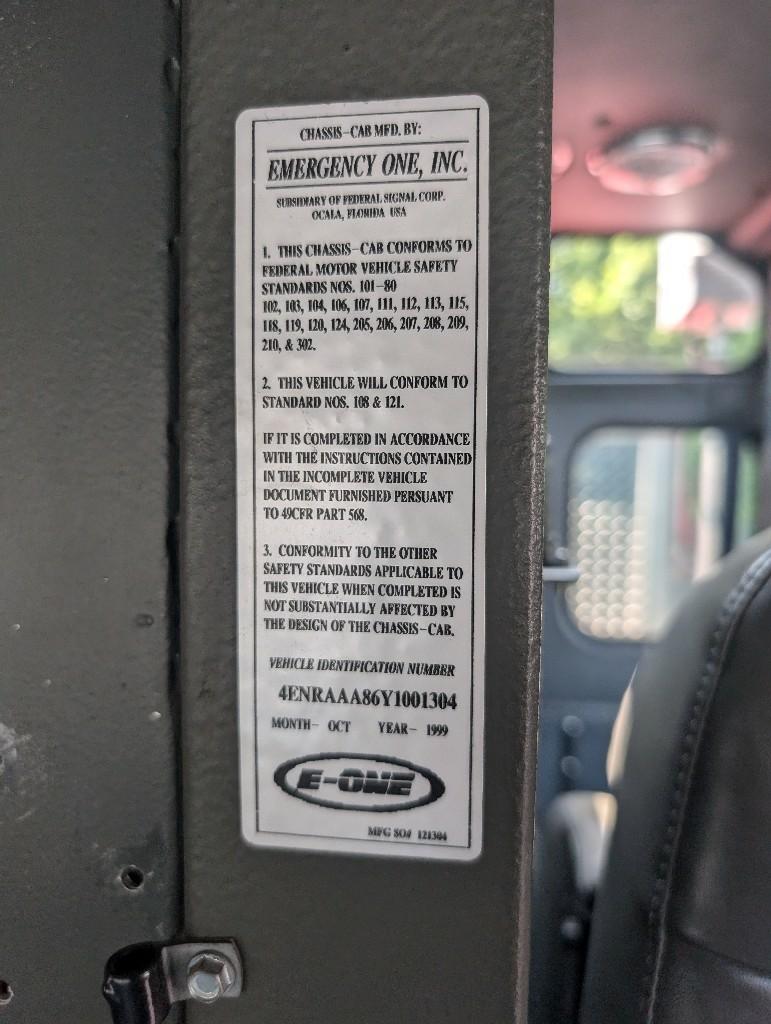 CHASSIS-CAB MFD. BY:
EMERGENCY ONE, INC.
SUBSIDIARY OF FEDERAL SIGNAL CORP.
OCALA, FLORIDA USA
1. THIS CHASSIS-CAB CONFORMS TO
FEDERAL MOTOR VEHICLE SAFETY
STANDARDS NOS. 101-80
102, 103, 104, 106, 107, 111, 112, 113, 115,
118, 119, 120, 124, 205, 206, 207, 208, 209,
210, & 302.
2. THIS VEHICLE WILL CONFORM TO
STANDARD NOS. 108 & 121.
IF IT IS COMPLETED IN ACCORDANCE
WITH THE INSTRUCTIONS CONTAINED
IN THE INCOMPLETE VEHICLE
DOCUMENT FURNISHED PERSUANT
TO 49CFR PART 568.
3. CONFORMITY TO THE OTHER
SAFETY STANDARDS APPLICABLE TO
THIS VEHICLE WHEN COMPLETED IS
NOT SUBSTANTIALLY AFFECTED BY
THE DESIGN OF THE CHASSIS-CAB.
VEHICLE IDENTIFICATION NUMBER
4ENRAAA86Y1001304
MONTH- OCT YEAR- 1999
E-ONE
MFG SO# 121304